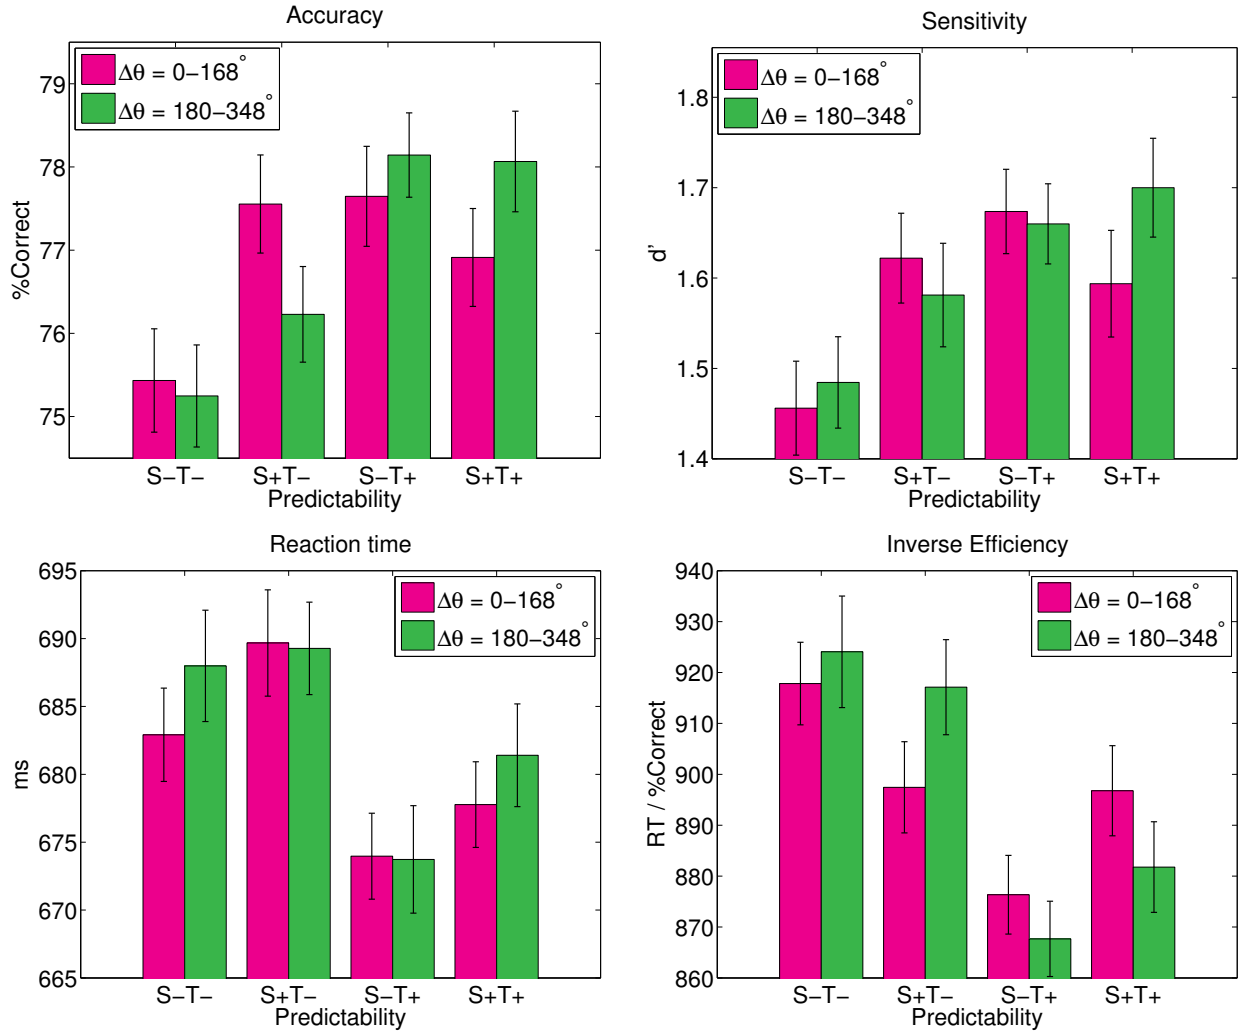 Accuracy
Δθ = 0−168°
Δθ = 180−348°
79
78
77
76
75
%Correct
S−T− S+T− S−T+ S+T+
Predictability
Sensitivity
Δθ = 0−168°
Δθ = 180−348°
1.8
1.7
1.6
1.5
1.4
d'
S−T− S+T− S−T+ S+T+
Predictability
Reaction time
Δθ = 0−168°
Δθ = 180−348°
695
690
685
680
675
670
665
ms
S−T− S+T− S−T+ S+T+
Predictability
Inverse Efficiency
Δθ = 0−168°
Δθ = 180−348°
940
930
920
910
900
890
880
870
860
RT / %Correct
S−T− S+T− S−T+ S+T+
Predictability